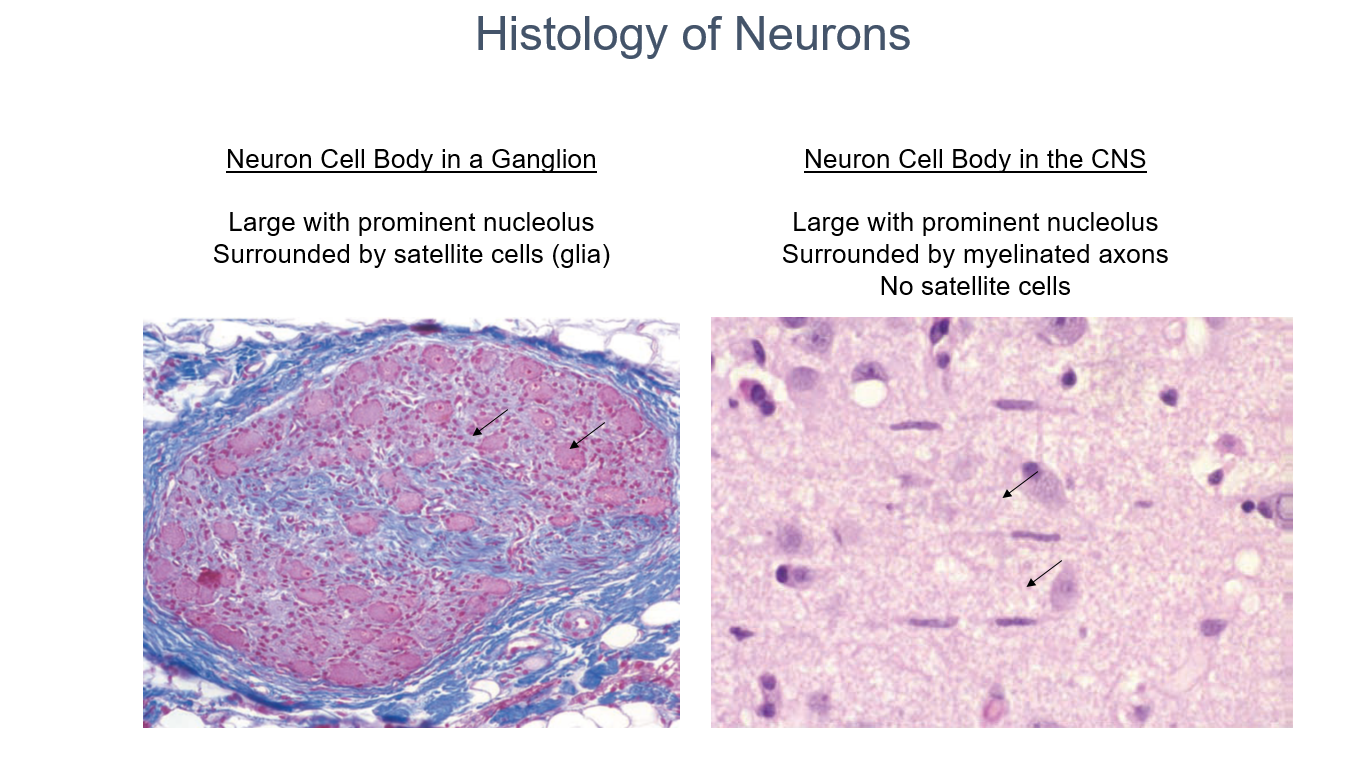 Histology of Neurons
Neuron Cell Body in a Ganglion
Large with prominent nucleolus
Surrounded by satellite cells (glia)
Neuron Cell Body in the CNS
Large with prominent nucleolus
Surrounded by myelinated axons
No satellite cells